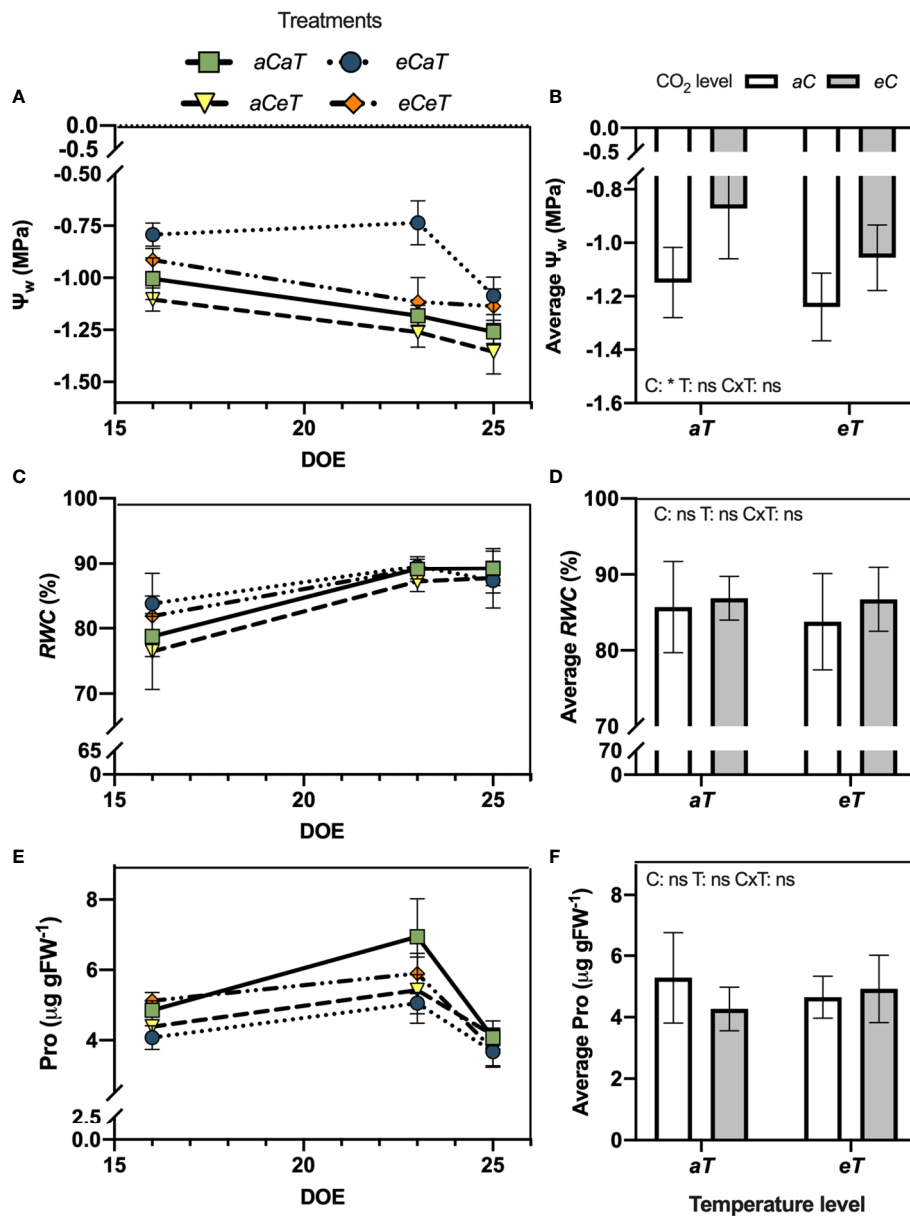 Treatments
aCaT eCaT
aCeT eCeT
A
0.0
-0.5
-0.50
-0.75
-1.00
-1.25
-1.50
Ψw (MPa)
15 20 25
DOE
B
CO2 level aC eC
0.0
-0.5
-0.8
-1.0
-1.2
-1.4
-1.6
Average Ψw (MPa)
C: * T: ns CxT: ns
aT eT
C
100
90
80
70
65
0
RWC (%)
15 20 25
DOE
D
100
90
80
70
70
0
Average RWC (%)
C: ns T: ns CxT: ns
aT eT
E
8
6
4
2.5
0.0
Pro (μg gFW-1)
15 20 25
DOE
F
8
6
4
2
0
Average Pro (μg gFW-1)
C: ns T: ns CxT: ns
aT eT
Temperature level